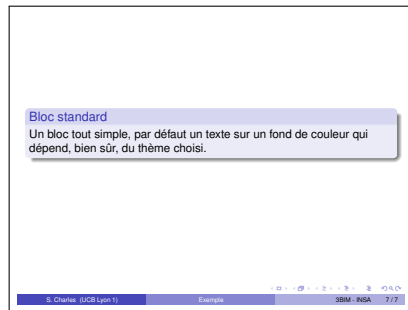 Bloc standard
Un bloc tout simple, par défaut un texte sur un fond de couleur qui
dépend, bien sûr, du thème choisi.
S. Charles (UCB Lyon 1) Exemple 3BIM - INSA 7 / 7